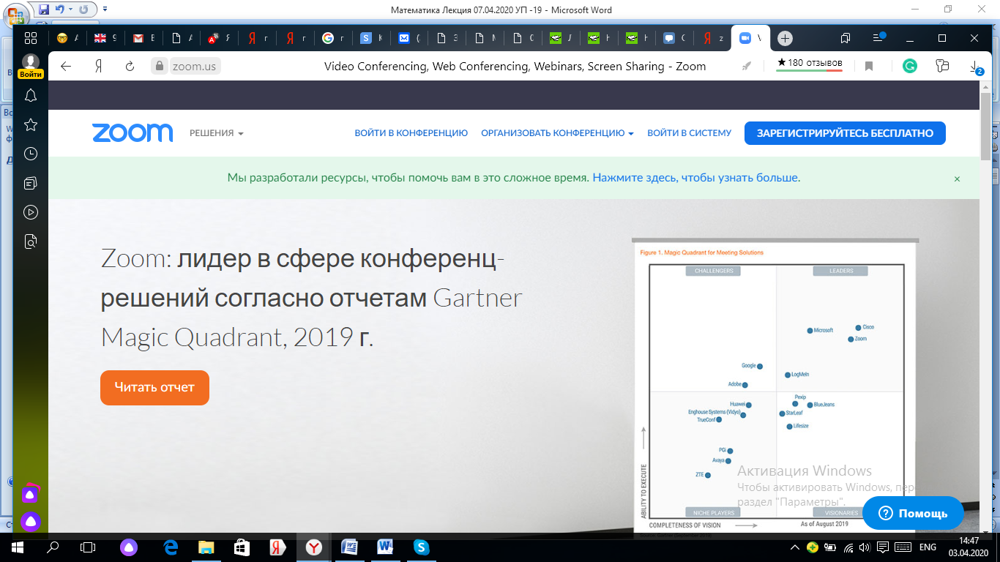 Математика Лекция 07.04.2020 УП -19 - Microsoft Word
Войти
zoom.us
Video Conferencing, Web Conferencing, Webinars, Screen Sharing - Zoom
★180 отзывов
2
zoom
РЕШЕНИЯ
ВОЙТИ В КОНФЕРЕНЦИЮ
ОРГАНИЗОВАТЬ КОНФЕРЕНЦИЮ
ВОЙТИ В СИСТЕМУ
ЗАРЕГИСТРИРУЙТЕСЬ БЕСПЛАТНО
Мы разработали ресурсы, чтобы помочь вам в это сложное время. Нажмите здесь, чтобы узнать больше.
Zoom: лидер в сфере конференц-
решений согласно отчетам Gartner
Magic Quadrant, 2019 г.
Читать отчет
Figure 1. Magic Quadrant for Meeting Solutions
CHALLENGERS
LEADERS
Cisco
Microsoft
Zoom
Google
LogMeIn
Adobe
Pexip
Huawei
BlueJeans
Enghouse Systems (Vidyo)
StarLeaf
TrueConf
Lifesize
PGi
Avaya
ZTE
ABILITY TO EXECUTE
NICHE PLAYERS
VISIONARIES
COMPLETENESS OF VISION
As of August 2019
Активация Windows
Чтобы активировать Windows, пер
раздел "Параметры".
Помощь
ENG
14:47
03.04.2020